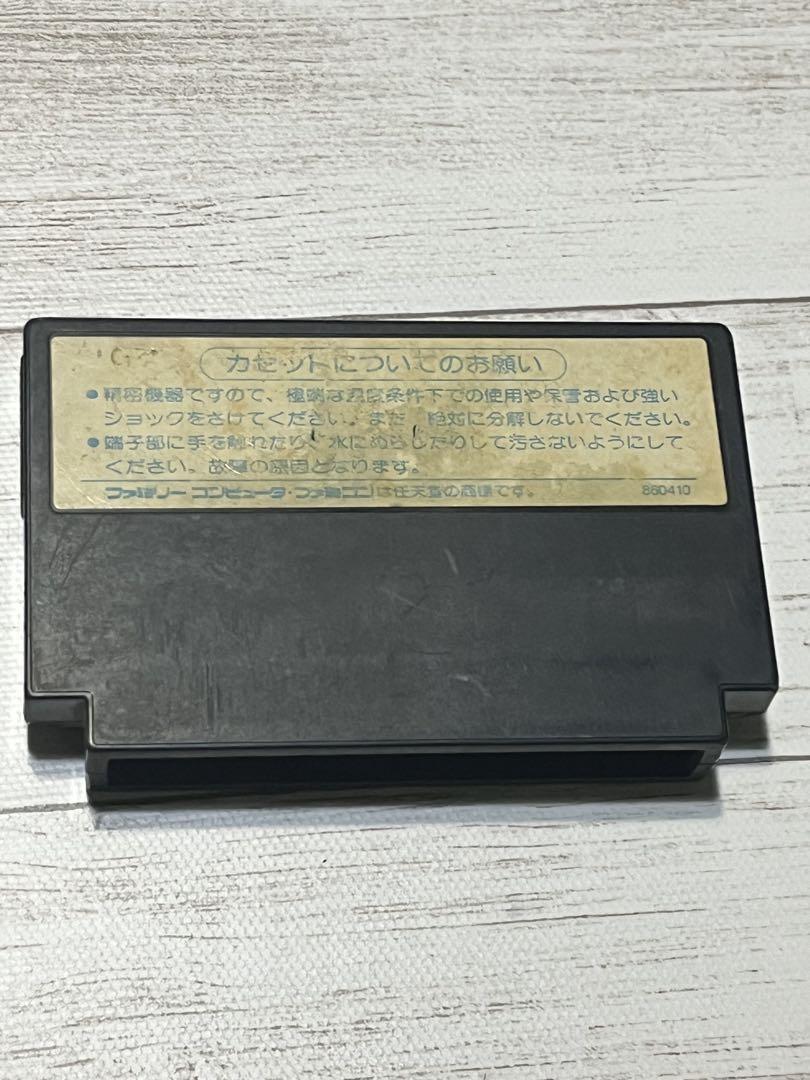 カセットについてのお願い
●精密機器ですので、極端な温度条件下での使用や保管および強い
ショックをさけてください。また、絶対に分解しないでください。
●端子部に手を触れたり、水にぬらしたりして汚さないようにして
ください。故障の原因となります。
ファミリーコンピュータ・ファミコンは任天堂の商標です。 860410